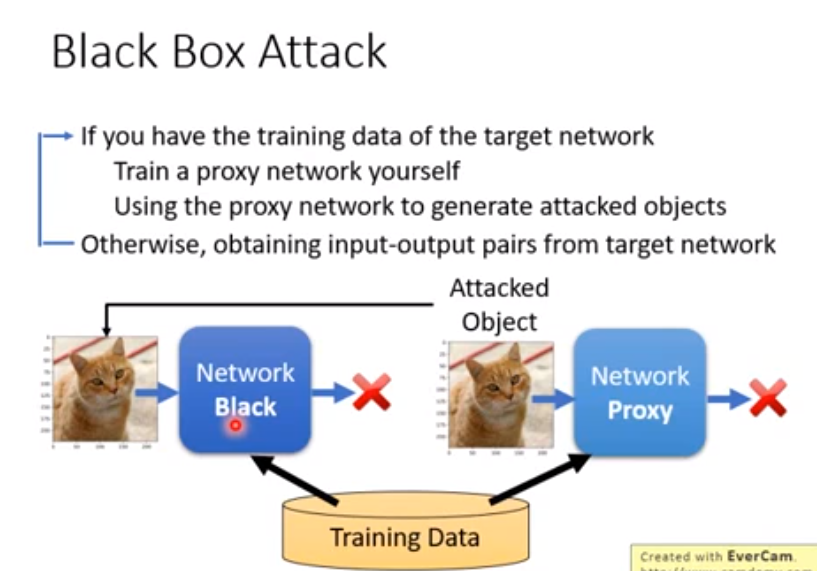 Black Box Attack
If you have the training data of the target network
Train a proxy network yourself
Using the proxy network to generate attacked objects
Otherwise, obtaining input-output pairs from target network
Attacked
Object
Network
Black
Network
Proxy
Training Data
Created with EverCam.